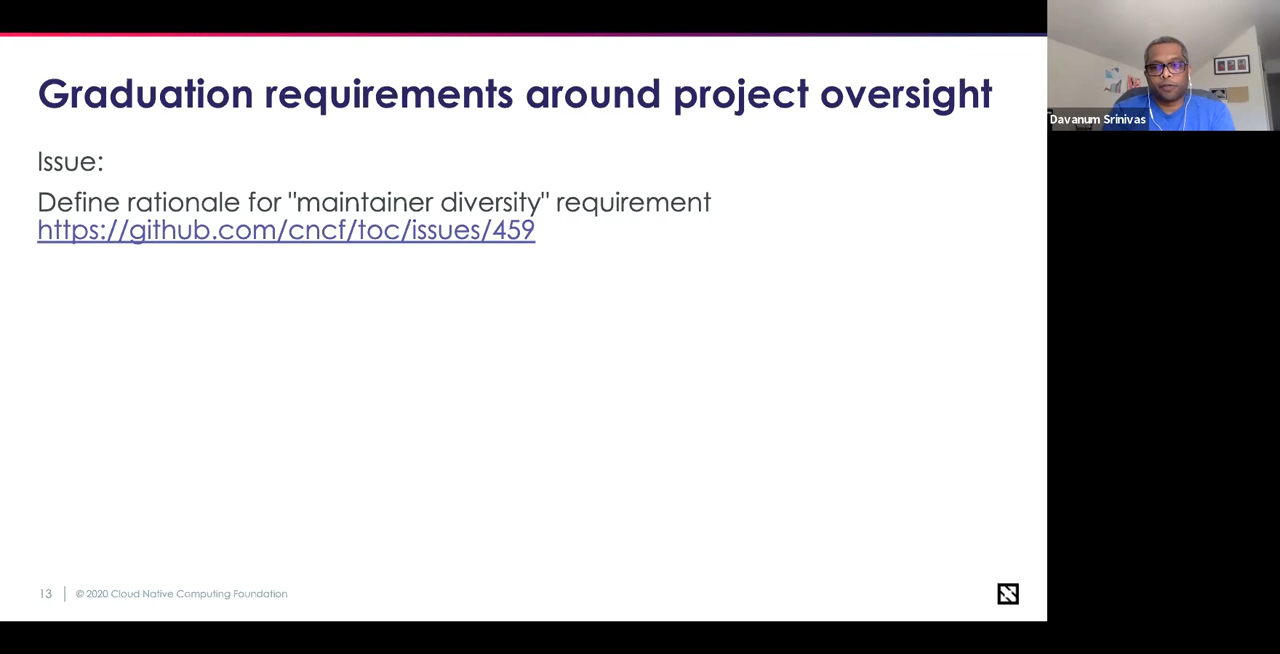 Graduation requirements around project oversight
Issue:
Define rationale for "maintainer diversity" requirement
https://github.com/cncf/toc/issues/459
13
© 2020 Cloud Native Computing Foundation
Davanum Srinivas